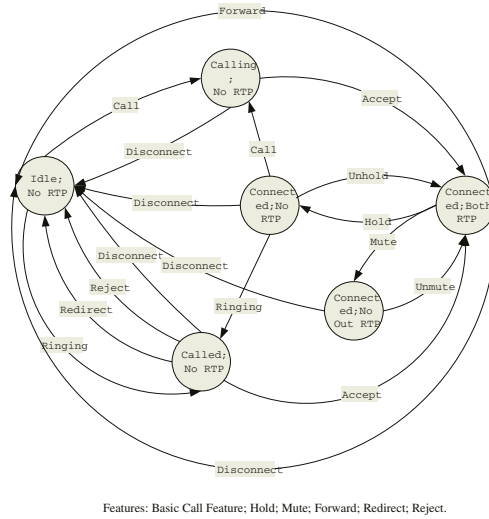 Forward
Calling
;
No RTP
Call
Accept
Disconnect
Call
Idle;
No RTP
Unhold
Connect
ed;No
RTP
Disconnect
Connect
ed;Both
RTP
Hold
Mute
Disconnect
Disconnect
Reject
Unmute
Redirect
Ringing
Connect
ed;No
Out RTP
Ringing
Called;
No RTP
Accept
Disconnect
Features: Basic Call Feature; Hold; Mute; Forward; Redirect; Reject.